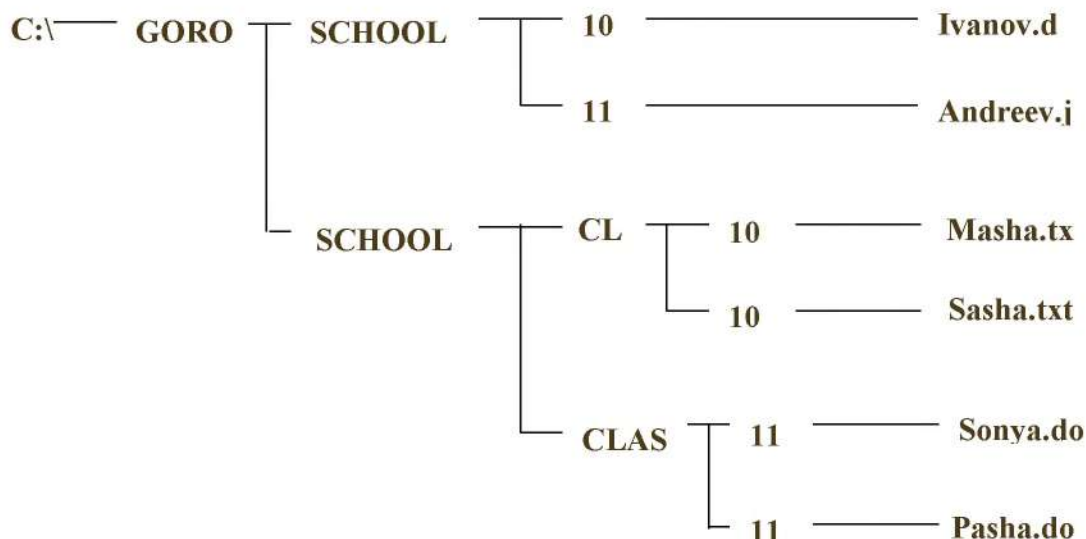 C:\ GORO SCHOOL 10 Ivanov.d
11 Andreev.j
SCHOOL CL 10 Masha.tx
10 Sasha.txt
CLAS 11 Sonya.do
11 Pasha.do